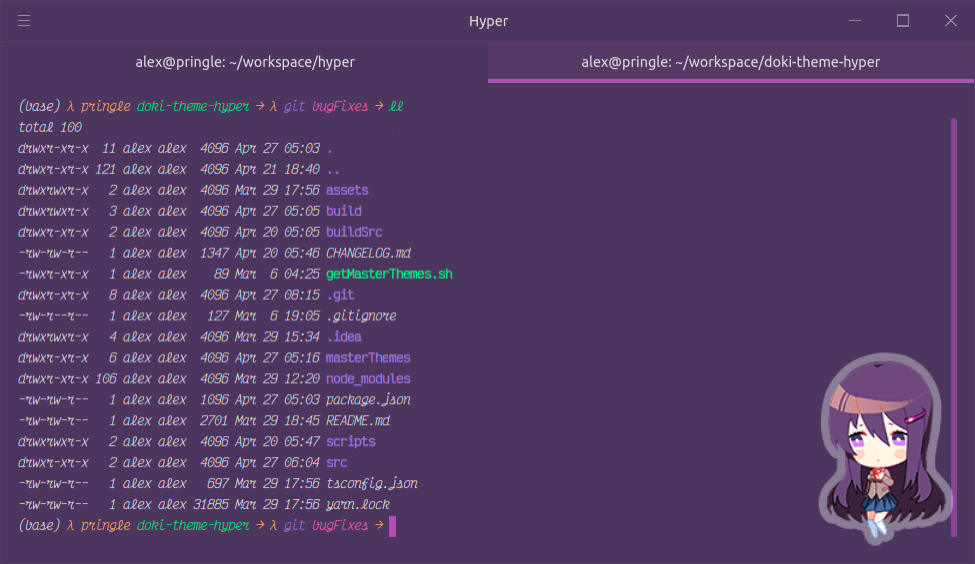 Hyper
alex@pringle: ~/workspace/hyper
alex@pringle: ~/workspace/doki-theme-hyper
(base) λ pringle doki-theme-hyper → λ git bugFixes → ll
total 100
drwxr-xr-x  11 alex alex  4096 Apr 27 05:03 .
drwxr-xr-x 121 alex alex  4096 Apr 21 18:40 ..
drwxrwxr-x   2 alex alex  4096 Mar 29 17:56 assets
drwxrwxr-x   3 alex alex  4096 Apr 27 05:05 build
drwxr-xr-x   2 alex alex  4096 Apr 20 05:05 buildSrc
-rw-rw-r--   1 alex alex  1347 Apr 20 05:46 CHANGELOG.md
-rwxr-xr-x   1 alex alex    89 Mar  6 04:25 getMasterThemes.sh
drwxr-xr-x   8 alex alex  4096 Apr 27 08:15 .git
-rw-r--r--   1 alex alex   127 Mar  6 19:05 .gitignore
drwxrwxr-x   4 alex alex  4096 Mar 29 15:34 .idea
drwxr-xr-x   6 alex alex  4096 Apr 27 05:16 masterThemes
drwxr-xr-x 106 alex alex  4096 Mar 29 12:20 node_modules
-rw-rw-r--   1 alex alex  1096 Apr 27 05:03 package.json
-rw-rw-r--   1 alex alex  2701 Mar 29 18:45 README.md
drwxrwxr-x   2 alex alex  4096 Apr 20 05:47 scripts
drwxr-xr-x   2 alex alex  4096 Apr 27 06:04 src
-rw-rw-r--   1 alex alex   697 Mar 29 17:56 tsconfig.json
-rw-rw-r--   1 alex alex 31885 Mar 29 17:56 yarn.lock
(base) λ pringle doki-theme-hyper → λ git bugFixes →